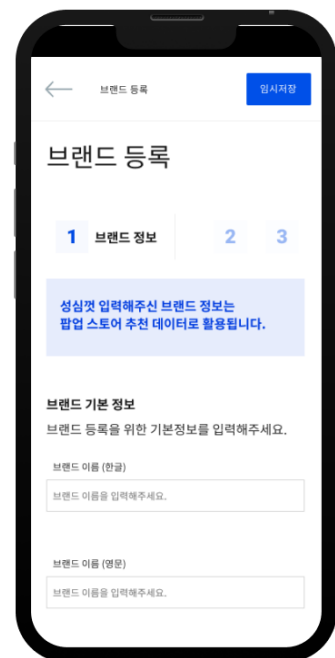 브랜드 등록
임시저장
브랜드 등록
1 브랜드 정보 2 3
성심껏 입력해주신 브랜드 정보는
팝업 스토어 추천 데이터로 활용됩니다.
브랜드 기본 정보
브랜드 등록을 위한 기본정보를 입력해주세요.
브랜드 이름 (한글)
브랜드 이름을 입력해주세요.
브랜드 이름 (영문)
브랜드 이름을 입력해주세요.